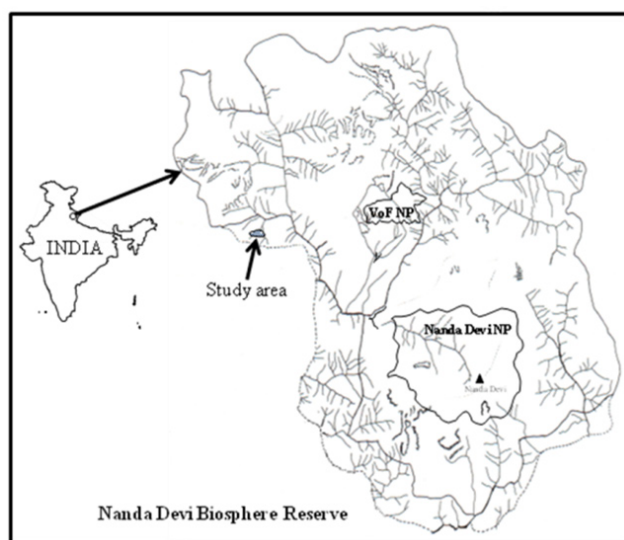 VoF NP
INDIA
Study area
Nanda Devi NP
Nanda Devi
Nanda Devi Biosphere Reserve